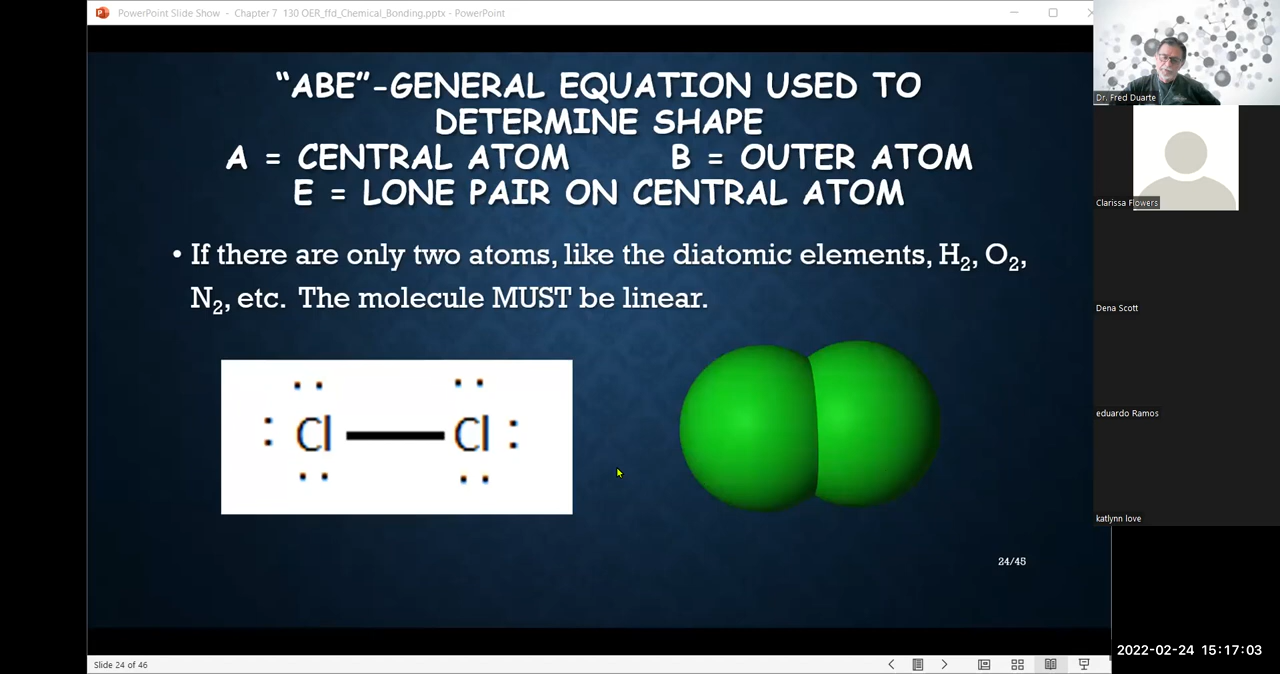 PowerPoint Slide Show - Chapter 7 130 OER_ffd_Chemical_Bonding.pptx - PowerPoint
“ABE”-GENERAL EQUATION USED TO
DETERMINE SHAPE
A = CENTRAL ATOM B = OUTER ATOM
E = LONE PAIR ON CENTRAL ATOM
• If there are only two atoms, like the diatomic elements, H₂, O₂,
N₂, etc. The molecule MUST be linear.
Cl Cl
24/45
Slide 24 of 46
Dr. Fred Duarte
Clarissa Flowers
Dena Scott
eduardo Ramos
katlynn love
2022-02-24 15:17:03